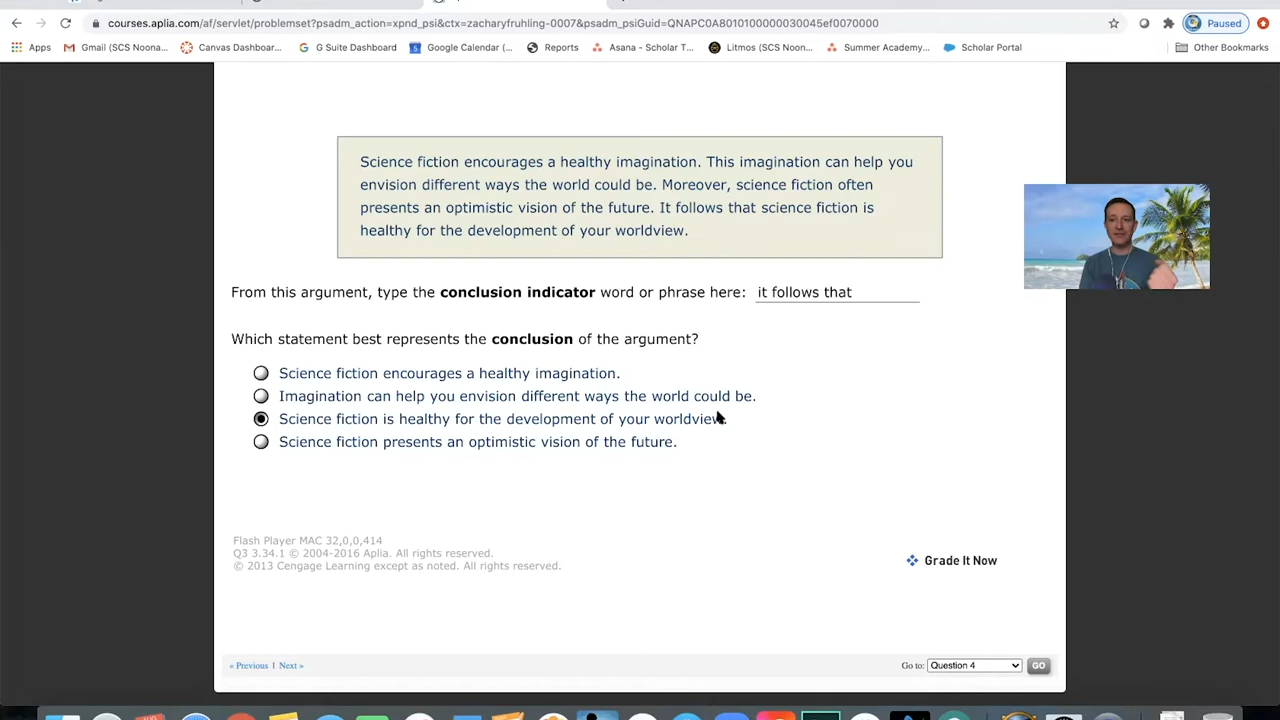 courses.aplia.com/af/servlet/problemset?psadm_action=xpnd_psi&ctx=zacharyfruhling-0007&psadm_psiGuid=QNAPC0A8010100000030045ef0070000
Paused
Apps
Gmail (SCS Noona...
Canvas Dashboar...
G Suite Dashboard
Google Calendar (...
Reports
Asana - Scholar T...
Litmos (SCS Noon...
Summer Academy...
Scholar Portal
Other Bookmarks
Science fiction encourages a healthy imagination. This imagination can help you
envision different ways the world could be. Moreover, science fiction often
presents an optimistic vision of the future. It follows that science fiction is
healthy for the development of your worldview.
From this argument, type the conclusion indicator word or phrase here: it follows that
Which statement best represents the conclusion of the argument?
Science fiction encourages a healthy imagination.
Imagination can help you envision different ways the world could be.
Science fiction is healthy for the development of your worldview.
Science fiction presents an optimistic vision of the future.
Flash Player MAC 32,0,0,414
Q3 3.34.1 © 2004-2016 Aplia. All rights reserved.
© 2013 Cengage Learning except as noted. All rights reserved.
Grade It Now
« Previous | Next »
Go to: Question 4 GO